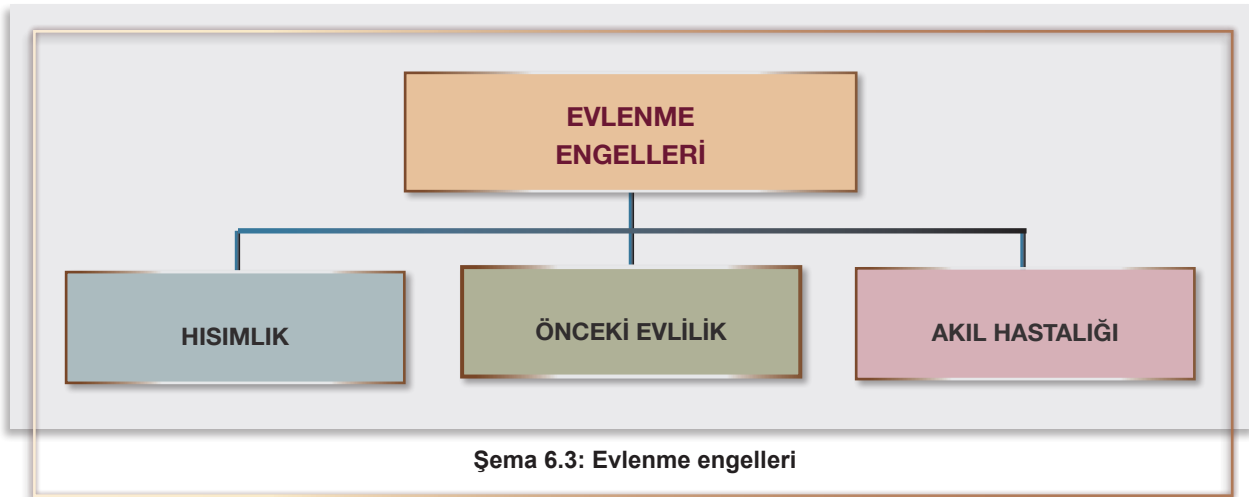 EVLENME
ENGELLERİ
HISIMLIK
ÖNCEKİ EVLİLİK
AKIL HASTALIĞI
Şema 6.3: Evlenme engelleri